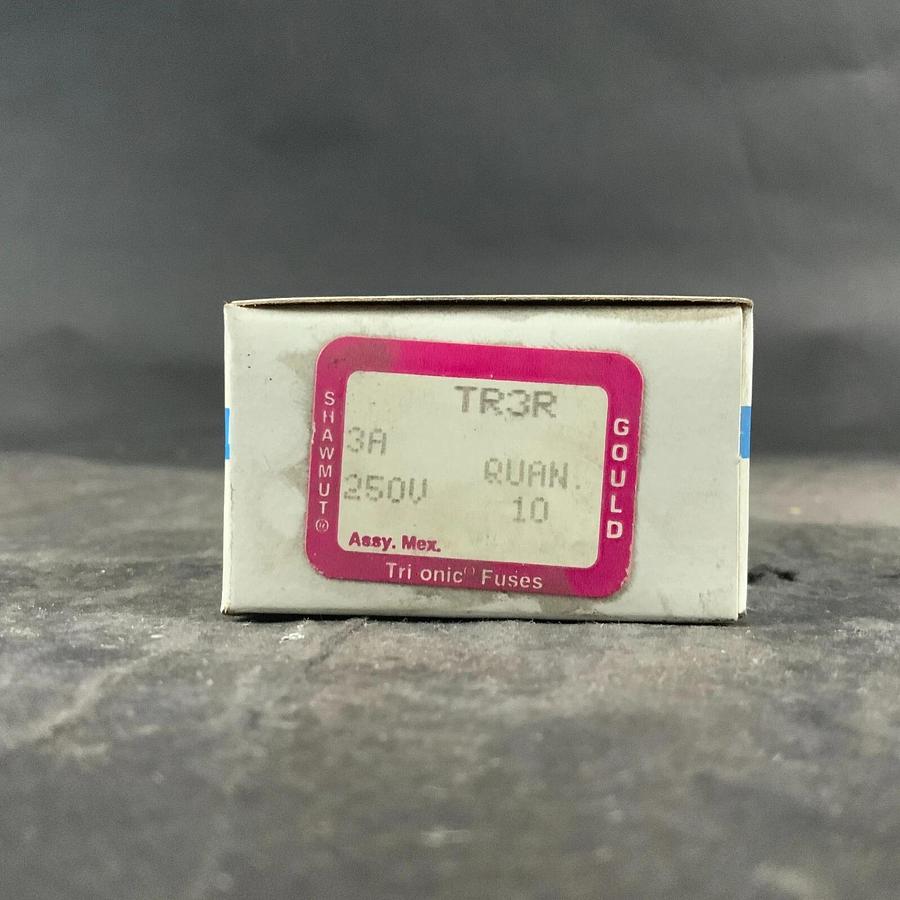 TR3R
3A
QUAN.
250V
10
Assy. Mex.
SHAWMUT®
GOULD
Tri onic® Fuses